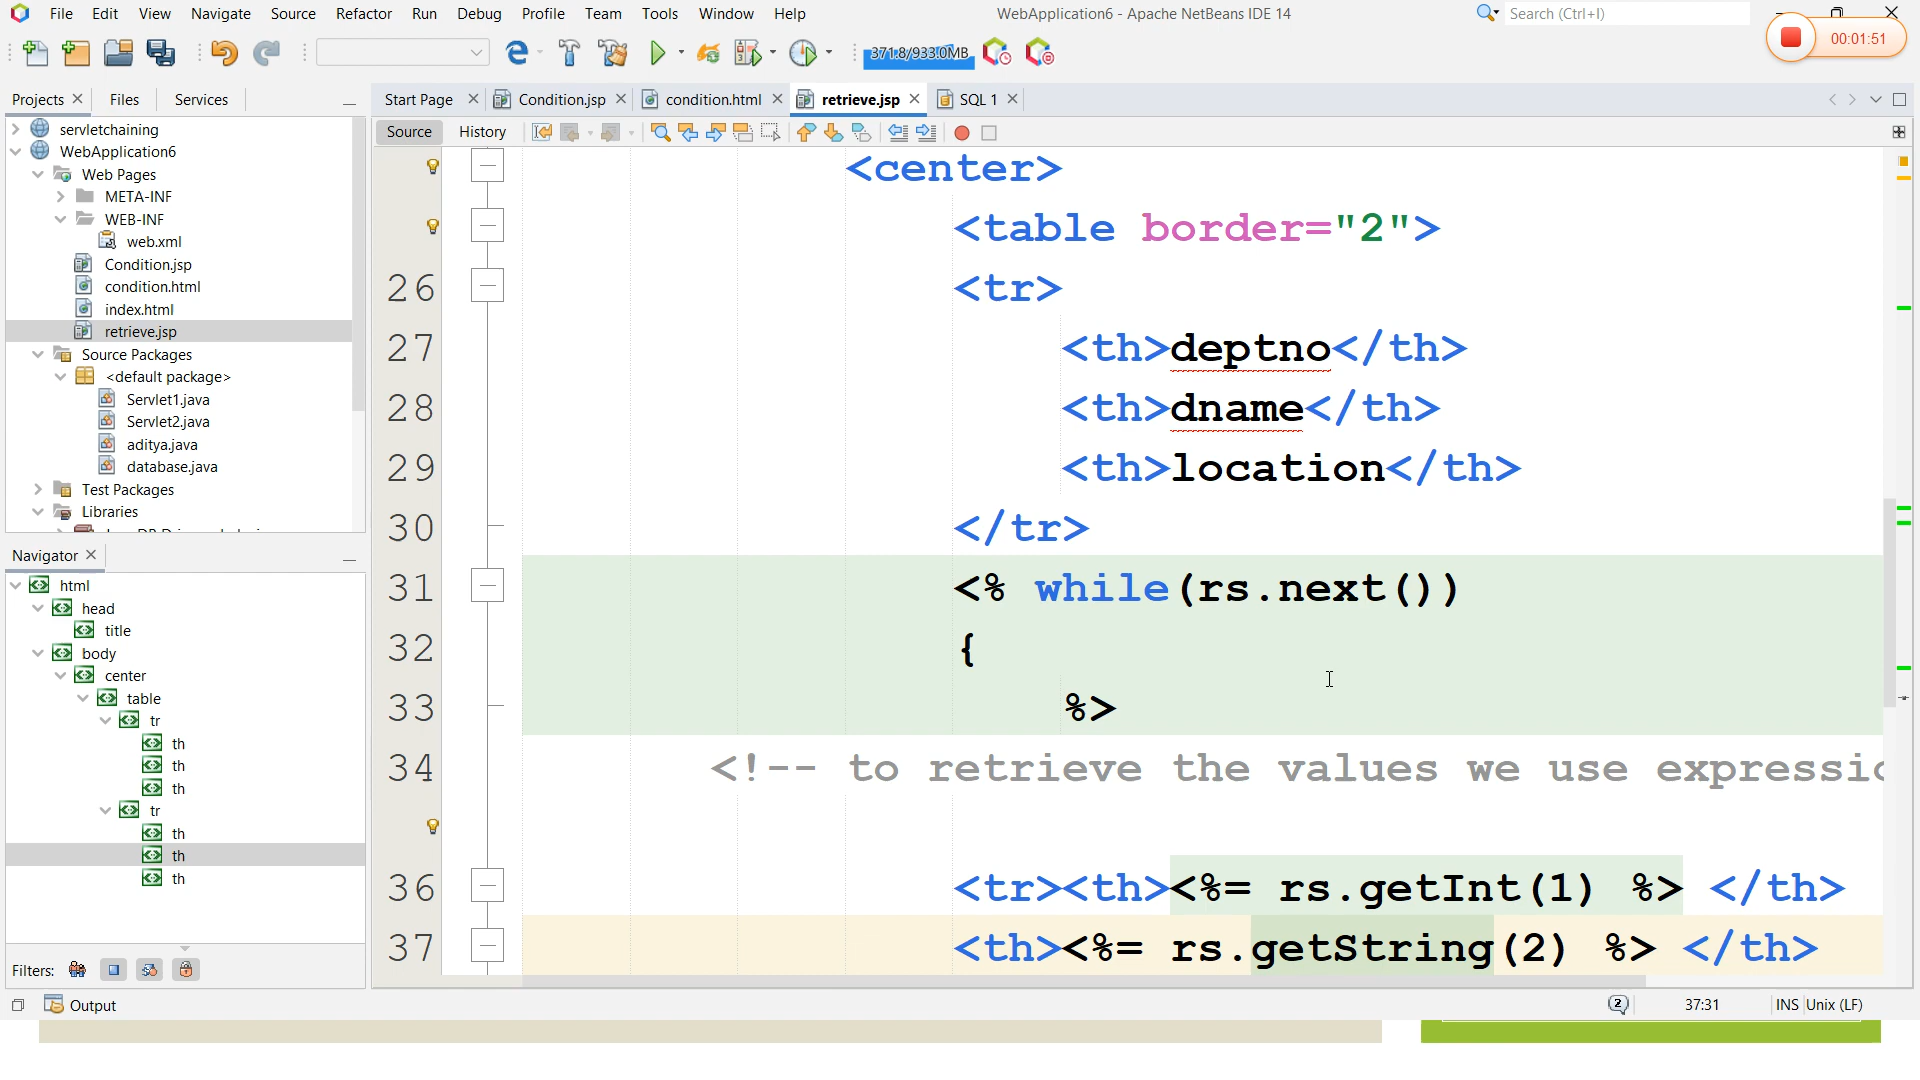 File Edit View Navigate Source Refactor Run Debug Profile Team Tools Window Help
WebApplication6 - Apache NetBeans IDE 14
Search (Ctrl+I)
371.8/933.0MB
00:01:51
Projects Files Services
Start Page Condition.jsp condition.html retrieve.jsp SQL 1
Source History
servletchaining
WebApplication6
Web Pages
META-INF
WEB-INF
web.xml
Condition.jsp
condition.html
index.html
retrieve.jsp
Source Packages
<default package>
Servlet1.java
Servlet2.java
aditya.java
database.java
Test Packages
Libraries
Navigator
html
head
title
body
center
table
tr
th
th
th
tr
th
th
th
Filters:
<center>
<table border="2">
26 <tr>
27 <th>deptno</th>
28 <th>dname</th>
29 <th>location</th>
30 </tr>
31 <% while(rs.next())
32 {
33 %>
34 <!-- to retrieve the values we use
36 <tr><th><%= rs.getInt(1) %> </th>
37 <th><%= rs.getString(2) %> </th>
Output
2
37:31
INS
Unix (LF)